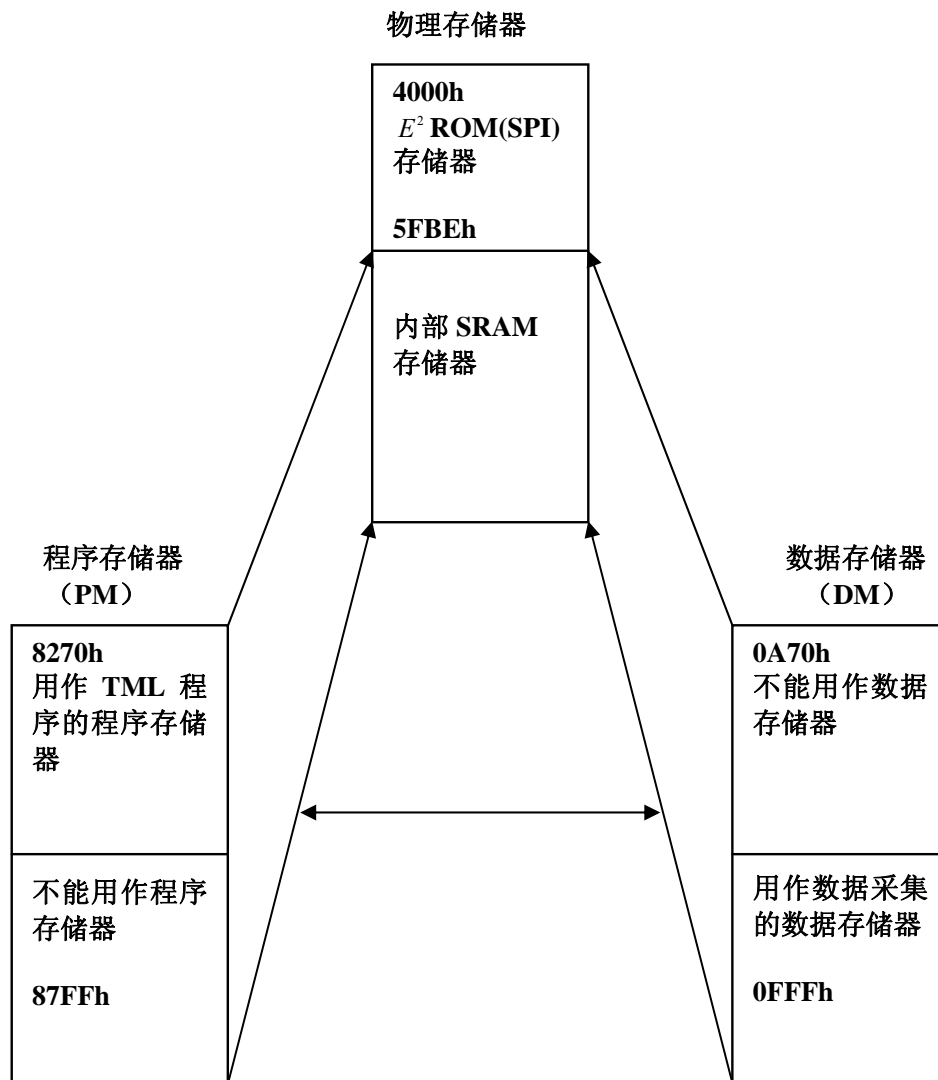 物理存储器
4000h
E² ROM(SPI)
存储器
5FBEh
内部 SRAM
存储器
程序存储器
（PM）
8270h
用作 TML 程
序的程序存储
器
不能用作程序
存储器
87FFh
数据存储器
（DM）
0A70h
不能用作数据
存储器
用作数据采集
的数据存储器
0FFFh